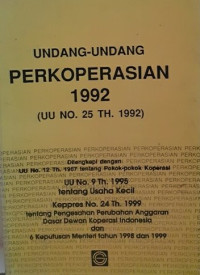 UNDANG-UNDANG
PERKOPERASIAN
1992
(UU NO. 25 TH. 1992)
Dilengkapi dengan
UU No. 12 Th. 1967 tentang Pokok-pokok Koperasi
UU No. 9 Th. 1995
tentang Usaha Kecil
Keppres No. 24 Th. 1999
tentang Pengesahan Perubahan Anggaran
Dasar Dewan Koperasi Indonesia
dan
6 Keputusan Menteri tahun 1998 dan 1999